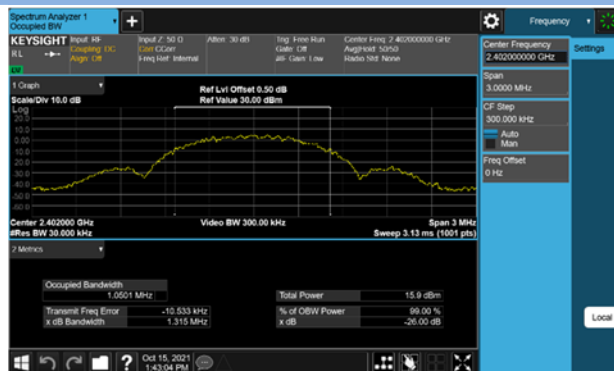 Spectrum Analyzer 1
Occupied BW
Frequency
KEYSIGHT
Input: RF
Input Z: 50 Ω
Atten: 30 dB
Trig: Free Run
Center Freq: 2.402000000 GHz
RL
Coupling: DC
Corr CCorr
Gate: Off
Avg|Hold: 50/50
Align: Off
Freq Ref: Internal
#IF Gain: Low
Radio Std: None
Center Frequency
2.402000000 GHz
Settings
Span
3.0000 MHz
CF Step
300.000 kHz
Auto
Man
Freq Offset
0 Hz
Local
1 Graph
Ref Lvl Offset 0.50 dB
Scale/Div 10.0 dB
Ref Value 30.00 dBm
Log
20.0
10.0
0.00
-10.0
-20.0
-30.0
-40.0
-50.0
-60.0
Center 2.402000 GHz
Video BW 300.00 kHz
Span 3 MHz
#Res BW 30.000 kHz
Sweep 3.13 ms (1001 pts)
2 Metrics
Occupied Bandwidth
1.0501 MHz
Total Power
15.9 dBm
Transmit Freq Error
-10.533 kHz
% of OBW Power
99.00 %
x dB Bandwidth
1.315 MHz
x dB
-26.00 dB
?
Oct 15, 2021
1:43:04 PM